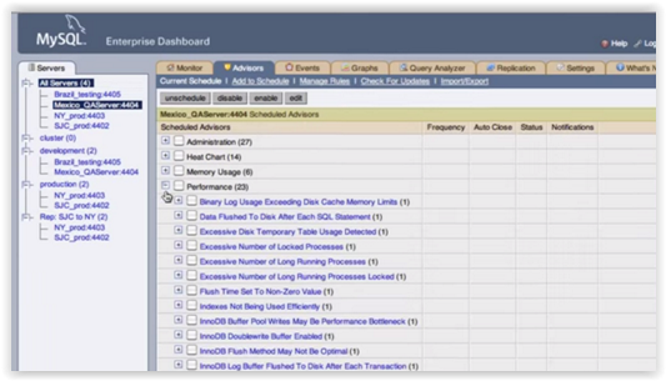 MySQL. Enterprise Dashboard
Help Log
Servers
Monitor Advisors Events Graphs Query Analyzer Replication Settings What's N
Current Schedule | Add to Schedule | Manage Rules | Check For Updates | Import/Export
All Servers (4)
Brazil_testing:4405
Mexico_QAServer:4404
NY_prod:4403
SJC_prod:4402
cluster (0)
development (2)
Brazil_testing:4405
Mexico_QAServer:4404
production (2)
NY_prod:4403
SJC_prod:4402
Rep: SJC to NY (2)
NY_prod:4403
SJC_prod:4402
unschedule disable enable edit
Mexico_QAServer:4404 Scheduled Advisors
Scheduled Advisors Frequency Auto Close Status Notifications
Administration (27)
Heat Chart (14)
Memory Usage (6)
Performance (23)
Binary Log Usage Exceeding Disk Cache Memory Limits (1)
Data Flushed To Disk After Each SQL Statement (1)
Excessive Disk Temporary Table Usage Detected (1)
Excessive Number of Locked Processes (1)
Excessive Number of Long Running Processes (1)
Excessive Number of Long Running Processes Locked (1)
Flush Time Set To Non-Zero Value (1)
Indexes Not Being Used Efficiently (1)
InnoDB Buffer Pool Writes May Be Performance Bottleneck (1)
InnoDB Doublewrite Buffer Enabled (1)
InnoDB Flush Method May Not Be Optimal (1)
InnoDB Log Buffer Flushed To Disk After Each Transaction (1)